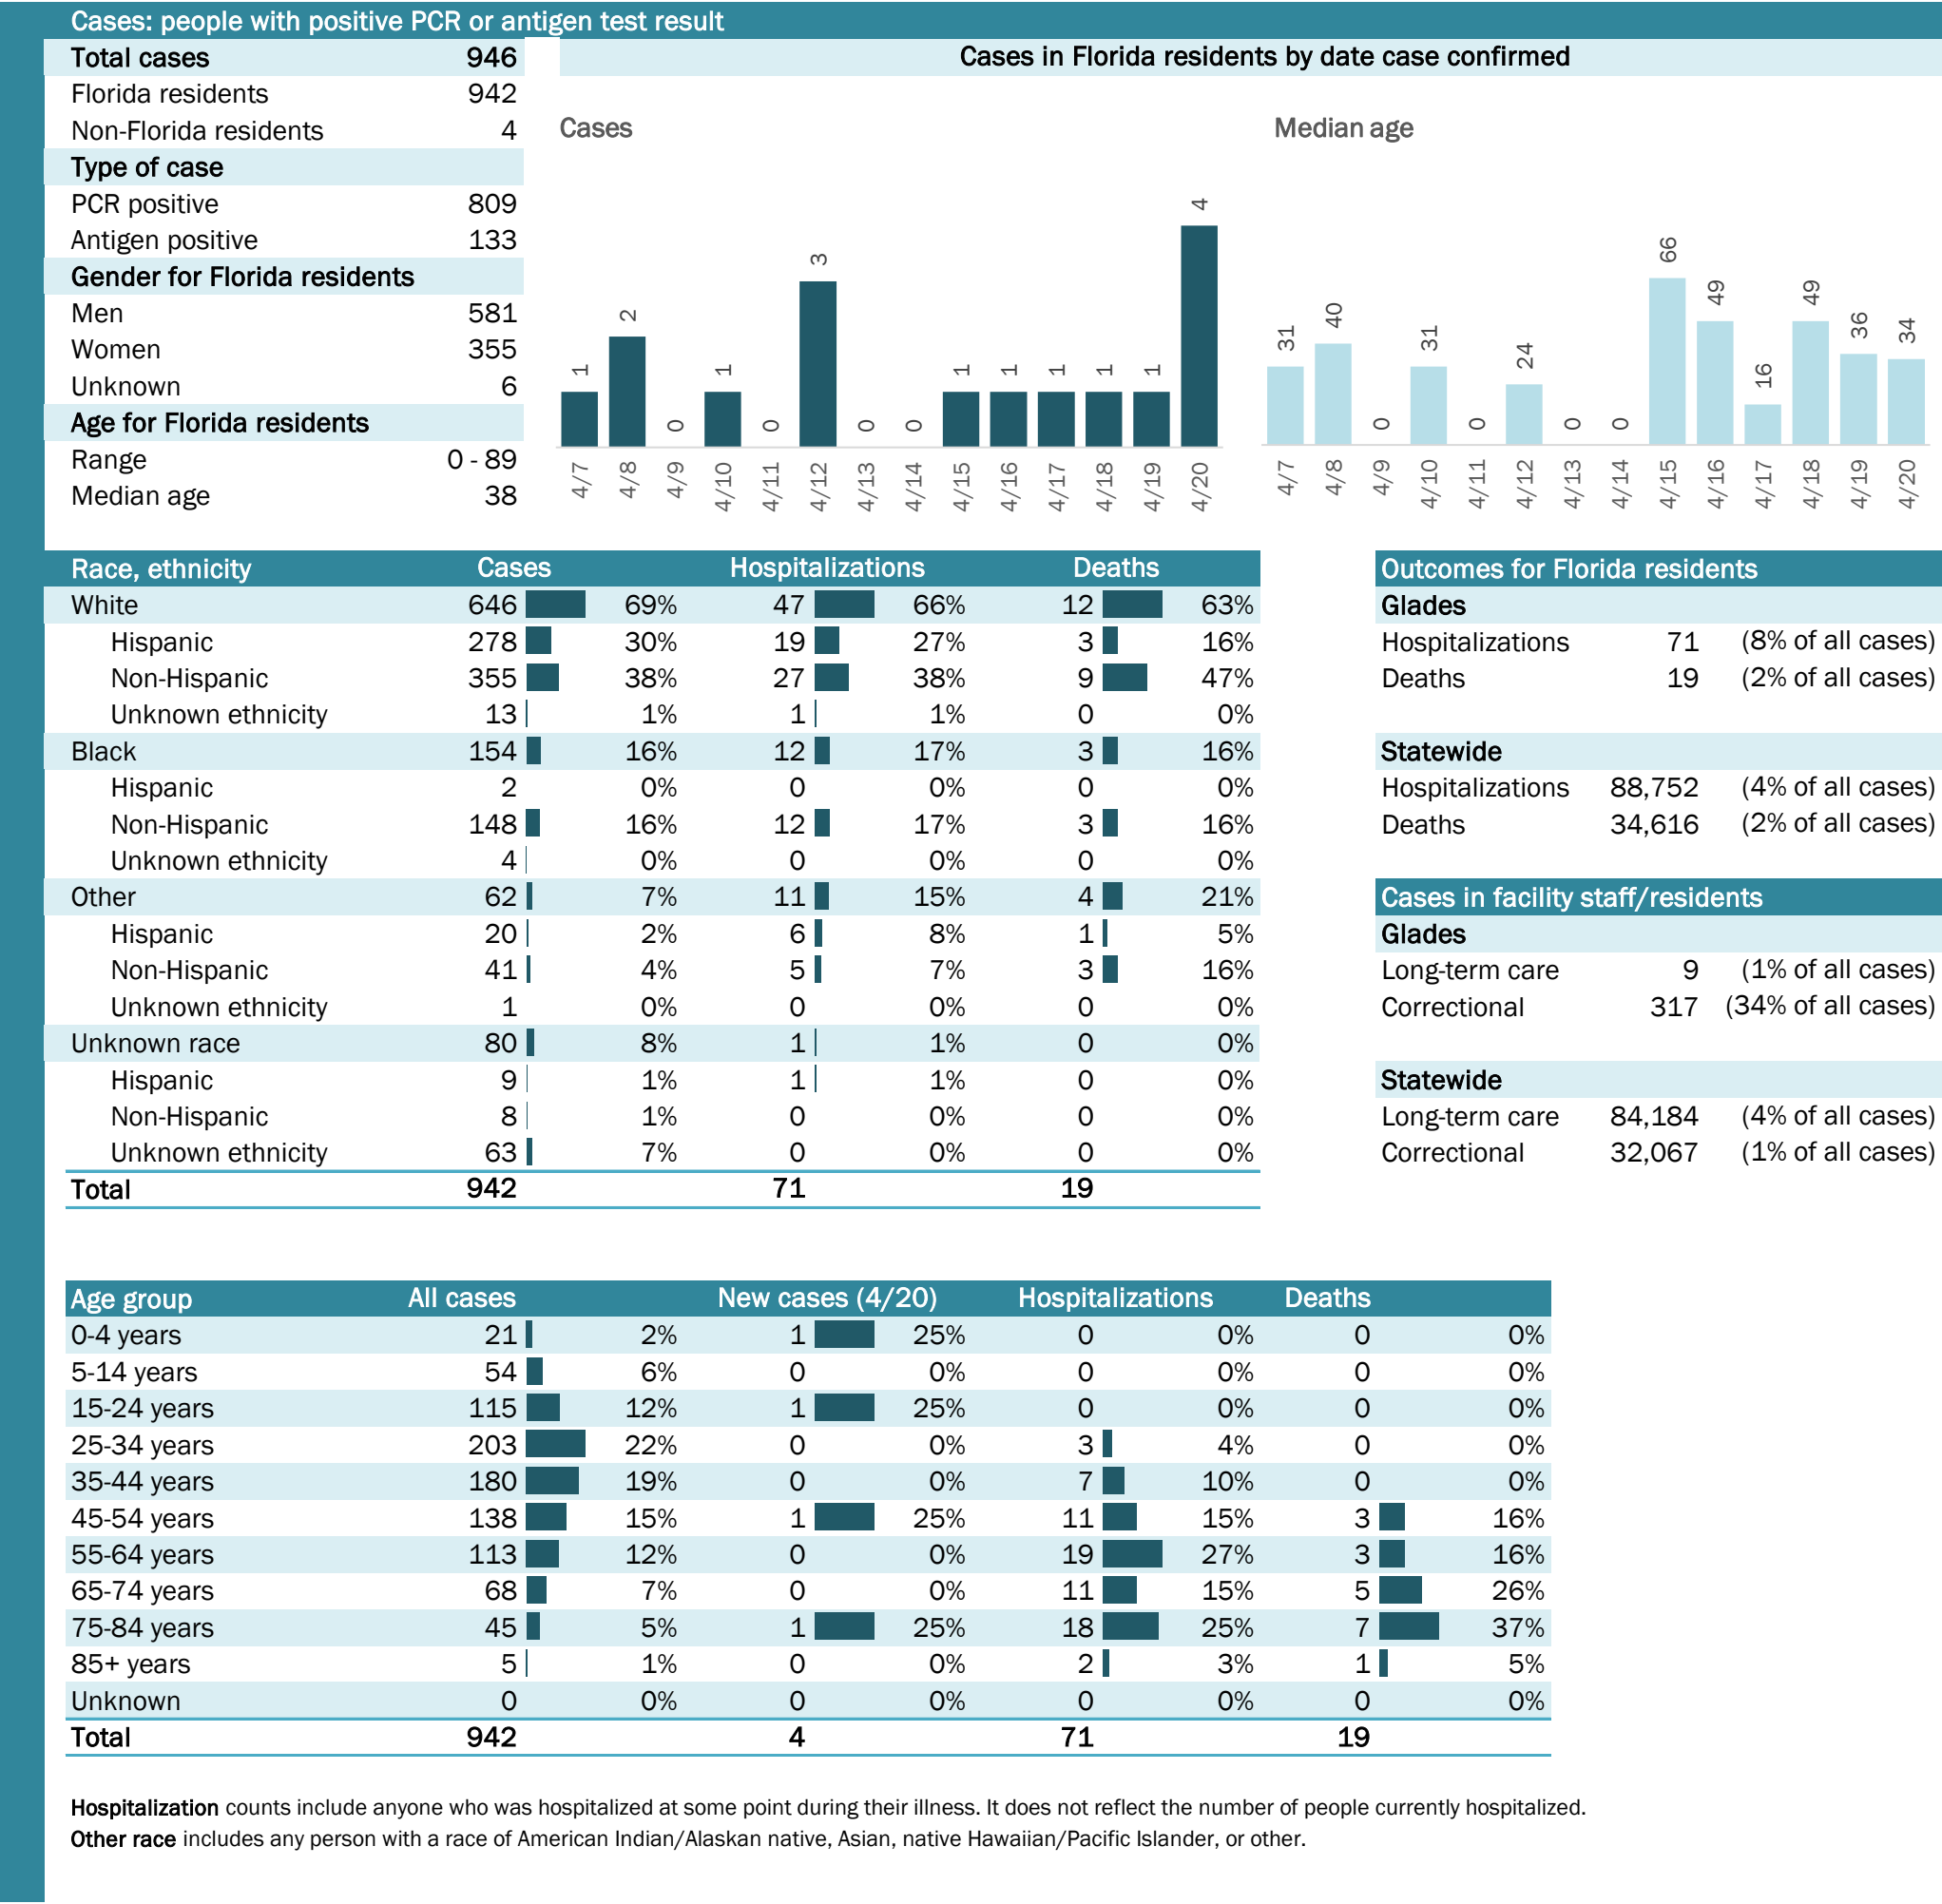 Cases: people with positive PCR or antigen test result
Total cases 946
Florida residents 942
Non-Florida residents 4
Type of case
PCR positive 809
Antigen positive 133
Gender for Florida residents
Men 581
Women 355
Unknown 6
Age for Florida residents
Range 0 - 89
Median age 38
Cases in Florida residents by date case confirmed
Cases
1 2 0 1 0 3 0 0 1 1 1 1 1 4
4/7 4/8 4/9 4/10 4/11 4/12 4/13 4/14 4/15 4/16 4/17 4/18 4/19 4/20
Median age
31 40 0 31 0 24 0 0 66 49 16 49 36 34
4/7 4/8 4/9 4/10 4/11 4/12 4/13 4/14 4/15 4/16 4/17 4/18 4/19 4/20
Race, ethnicity Cases Hospitalizations Deaths
White 646 69% 47 66% 12 63%
Hispanic 278 30% 19 27% 3 16%
Non-Hispanic 355 38% 27 38% 9 47%
Unknown ethnicity 13 1% 1 1% 0 0%
Black 154 16% 12 17% 3 16%
Hispanic 2 0% 0 0% 0 0%
Non-Hispanic 148 16% 12 17% 3 16%
Unknown ethnicity 4 0% 0 0% 0 0%
Other 62 7% 11 15% 4 21%
Hispanic 20 2% 6 8% 1 5%
Non-Hispanic 41 4% 5 7% 3 16%
Unknown ethnicity 1 0% 0 0% 0 0%
Unknown race 80 8% 1 1% 0 0%
Hispanic 9 1% 1 1% 0 0%
Non-Hispanic 8 1% 0 0% 0 0%
Unknown ethnicity 63 7% 0 0% 0 0%
Total 942 71 19
Outcomes for Florida residents
Glades
Hospitalizations 71 (8% of all cases)
Deaths 19 (2% of all cases)
Statewide
Hospitalizations 88,752 (4% of all cases)
Deaths 34,616 (2% of all cases)
Cases in facility staff/residents
Glades
Long-term care 9 (1% of all cases)
Correctional 317 (34% of all cases)
Statewide
Long-term care 84,184 (4% of all cases)
Correctional 32,067 (1% of all cases)
Age group All cases New cases (4/20) Hospitalizations Deaths
0-4 years 21 2% 1 25% 0 0% 0 0%
5-14 years 54 6% 0 0% 0 0% 0 0%
15-24 years 115 12% 1 25% 0 0% 0 0%
25-34 years 203 22% 0 0% 3 4% 0 0%
35-44 years 180 19% 0 0% 7 10% 0 0%
45-54 years 138 15% 1 25% 11 15% 3 16%
55-64 years 113 12% 0 0% 19 27% 3 16%
65-74 years 68 7% 0 0% 11 15% 5 26%
75-84 years 45 5% 1 25% 18 25% 7 37%
85+ years 5 1% 0 0% 2 3% 1 5%
Unknown 0 0% 0 0% 0 0% 0 0%
Total 942 4 71 19
Hospitalization counts include anyone who was hospitalized at some point during their illness. It does not reflect the number of people currently hospitalized.
Other race includes any person with a race of American Indian/Alaskan native, Asian, native Hawaiian/Pacific Islander, or other.